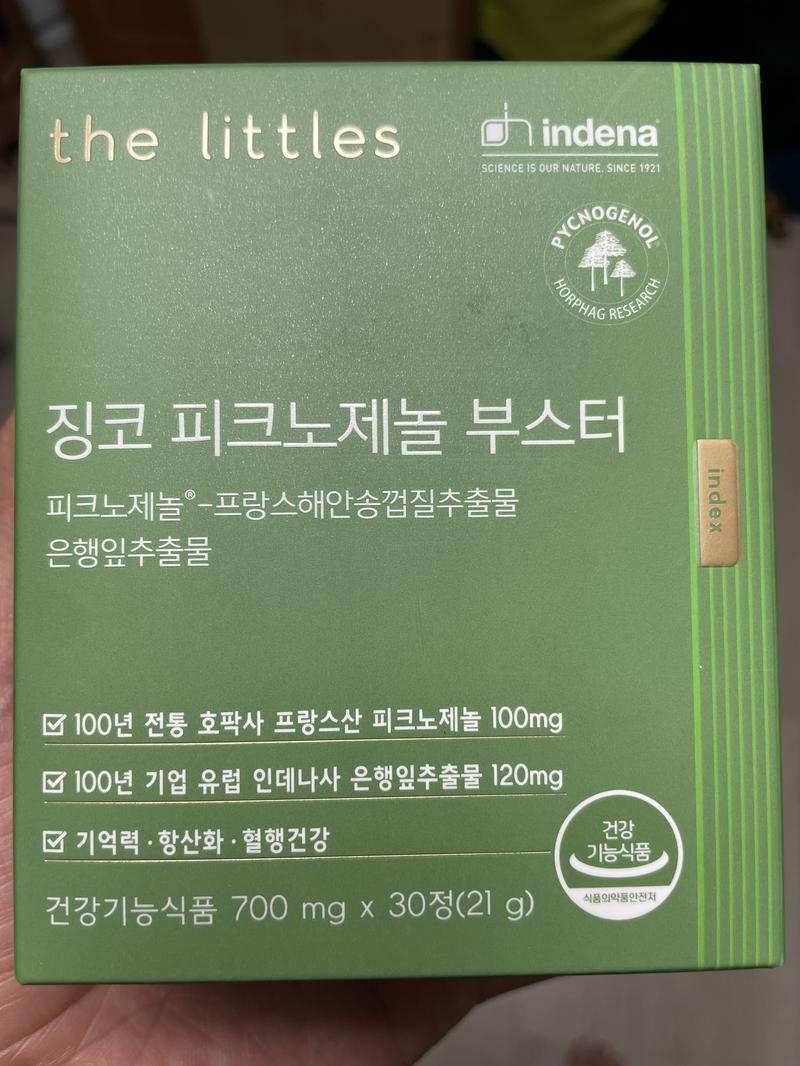 the littles
indena
SCIENCE IS OUR NATURE. SINCE 1921
PYCNOGENOL®
HORPHAG RESEARCH
징코 피크노제놀 부스터
피크노제놀®-프랑스해안송껍질추출물
은행잎추출물
index
100년 전통 호팍사 프랑스산 피크노제놀 100mg
100년 기업 유럽 인데나사 은행잎추출물 120mg
기억력·항산화·혈행건강
건강
기능식품
식품의약품안전처
건강기능식품 700 mg x 30정(21 g)